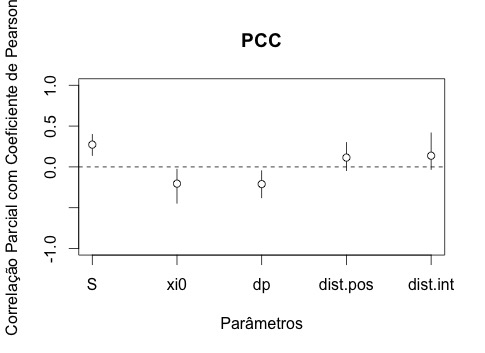 PCC
Correlação Parcial com Coeficiente de Pearson
1.0
0.5
0.0
-1.0
S xi0 dp dist.pos dist.int
Parâmetros